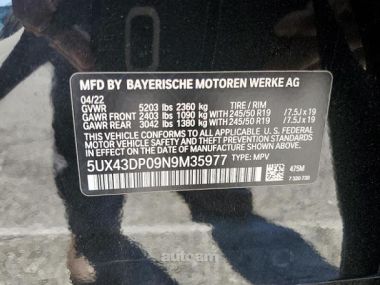 MFD BY BAYERISCHE MOTOREN WERKE AG
04/22
GVWR 5203 lbs 2360 kg TIRE / RIM
GAWR FRONT 2403 lbs 1090 kg 245/50 R19 /7.5J x 19
GAWR REAR 3042 lbs 1380 kg 245/50 R19 /7.5J x 19
THIS VEHICLE CONFORMS TO ALL APPLICABLE U.S. FEDERAL
MOTOR VEHICLE SAFETY, BUMPER, AND THEFT PREVENTION
STANDARDS IN EFFECT ON THE DATE OF MANUFACTURE SHOWN ABOVE.
5UX43DP09N9M35977 TYPE: MPV
475M
autoam